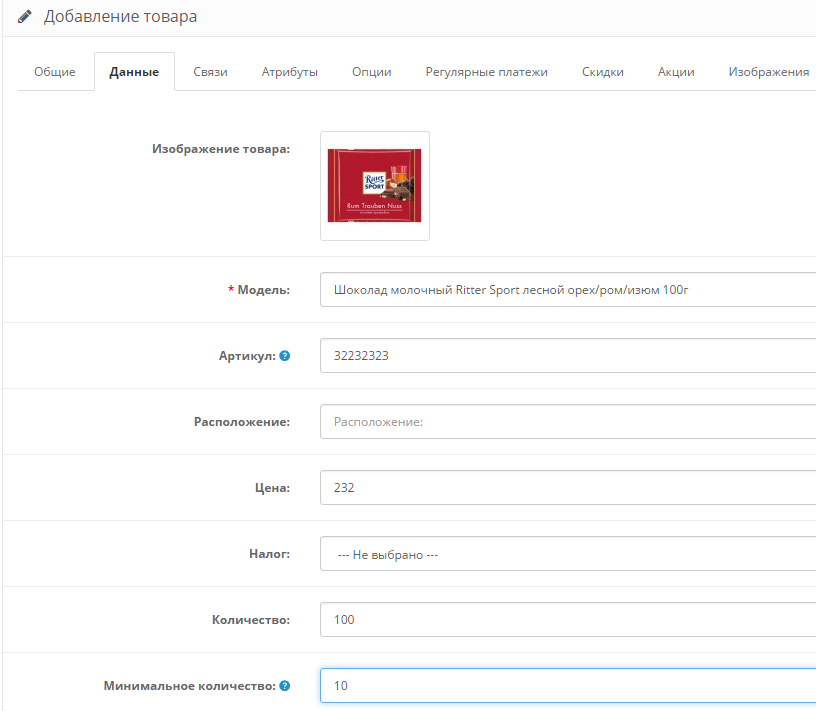 Добавление товара
Общие Данные Связи Атрибуты Опции Регулярные платежи Скидки Акции Изображения
Изображение товара:
Ritter
SPORT
Rum Trauben Nuss
* Модель: Шоколад молочный Ritter Sport лесной орех/ром/изюм 100г
Артикул: ? 32232323
Расположение: Расположение:
Цена: 232
Налог: --- Не выбрано ---
Количество: 100
Минимальное количество: ? 10